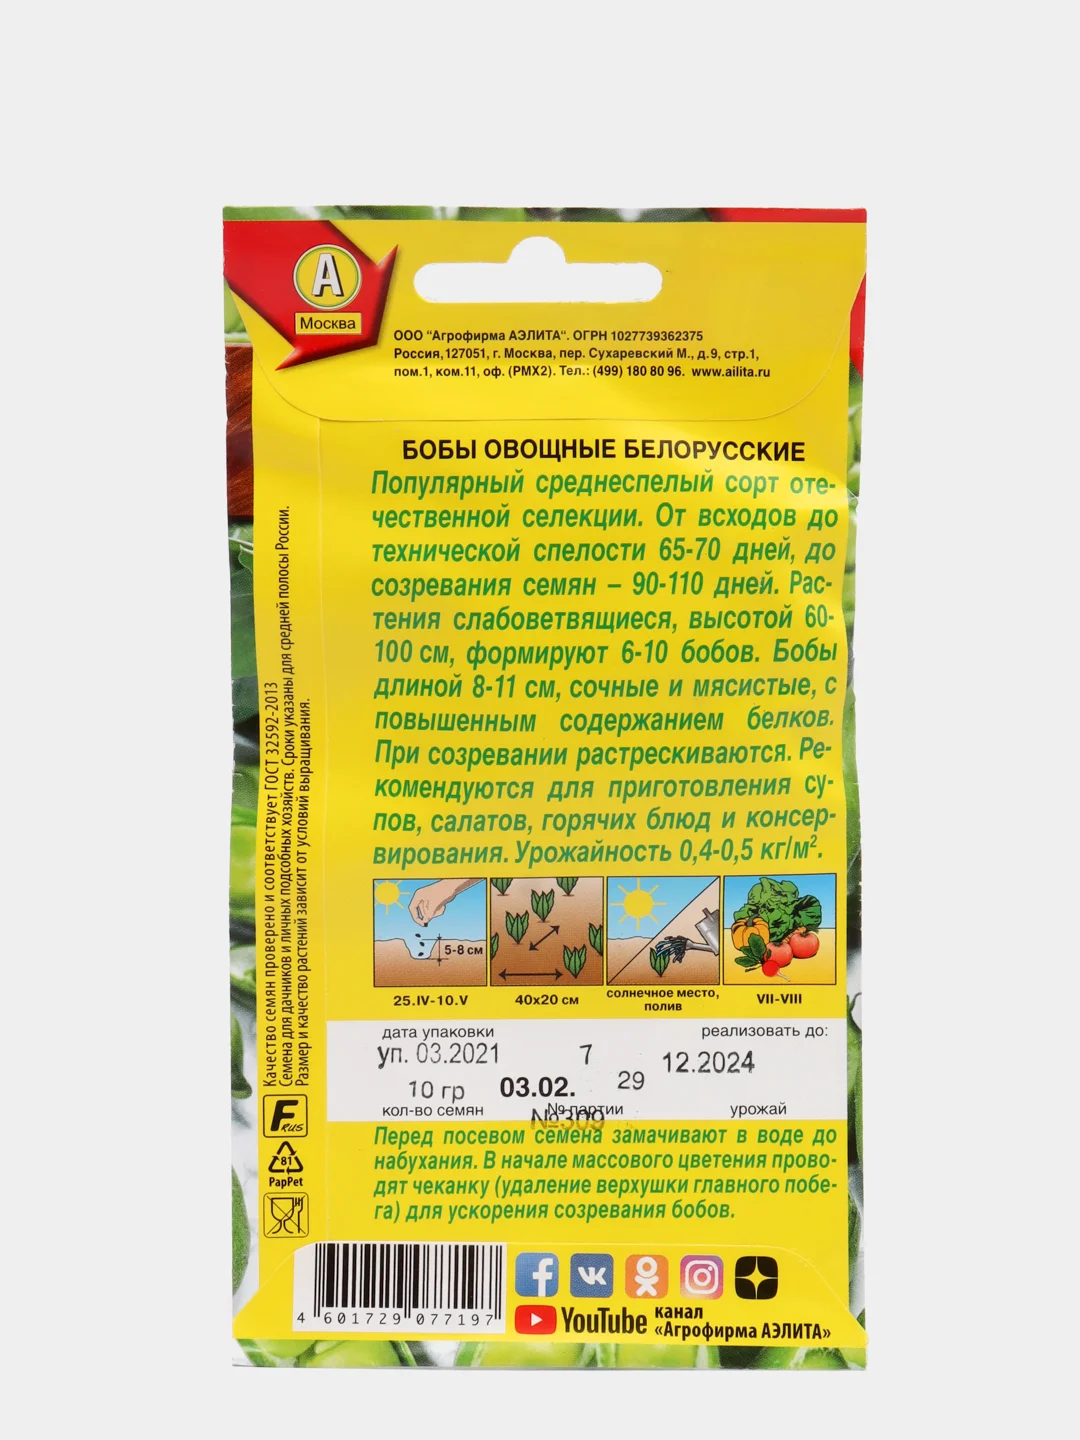 А
Москва
ООО "Агрофирма АЭЛИТА". ОГРН 1027739362375
Россия,127051, г. Москва, пер. Сухаревский М., д.9, стр.1,
пом.1, ком.11, оф. (РМХ2). Тел.: (499) 180 80 96. www.ailita.ru
БОБЫ ОВОЩНЫЕ БЕЛОРУССКИЕ
Популярный среднеспелый сорт оте-
чественной селекции. От всходов до
технической спелости 65-70 дней, до
созревания семян – 90-110 дней. Рас-
тения слабоветвящиеся, высотой 60-
100 см, формируют 6-10 бобов. Бобы
длиной 8-11 см, сочные и мясистые, с
повышенным содержанием белков.
При созревании растрескиваются. Ре-
комендуются для приготовления су-
пов, салатов, горячих блюд и консер-
вирования. Урожайность 0,4-0,5 кг/м².
5-8 см
25.IV-10.V
40х20 см
солнечное место,
полив
VII-VIII
дата упаковки
реализовать до:
уп. 03.2021
7
12.2024
10 гр
03.02.
29
кол-во семян
№ партии
урожай
№309
Перед посевом семена замачивают в воде до
набухания. В начале массового цветения прово-
дят чеканку (удаление верхушки главного побе-
га) для ускорения созревания бобов.
Качество семян проверено и соответствует ГОСТ 32592-2013
Семена для дачников и личных подсобных хозяйств. Сроки указаны для средней полосы России.
Размер и качество растений зависит от условий выращивания.
F RUS
81
PapPet
4 601729 077197
YouTube
канал
«Агрофирма АЭЛИТА»